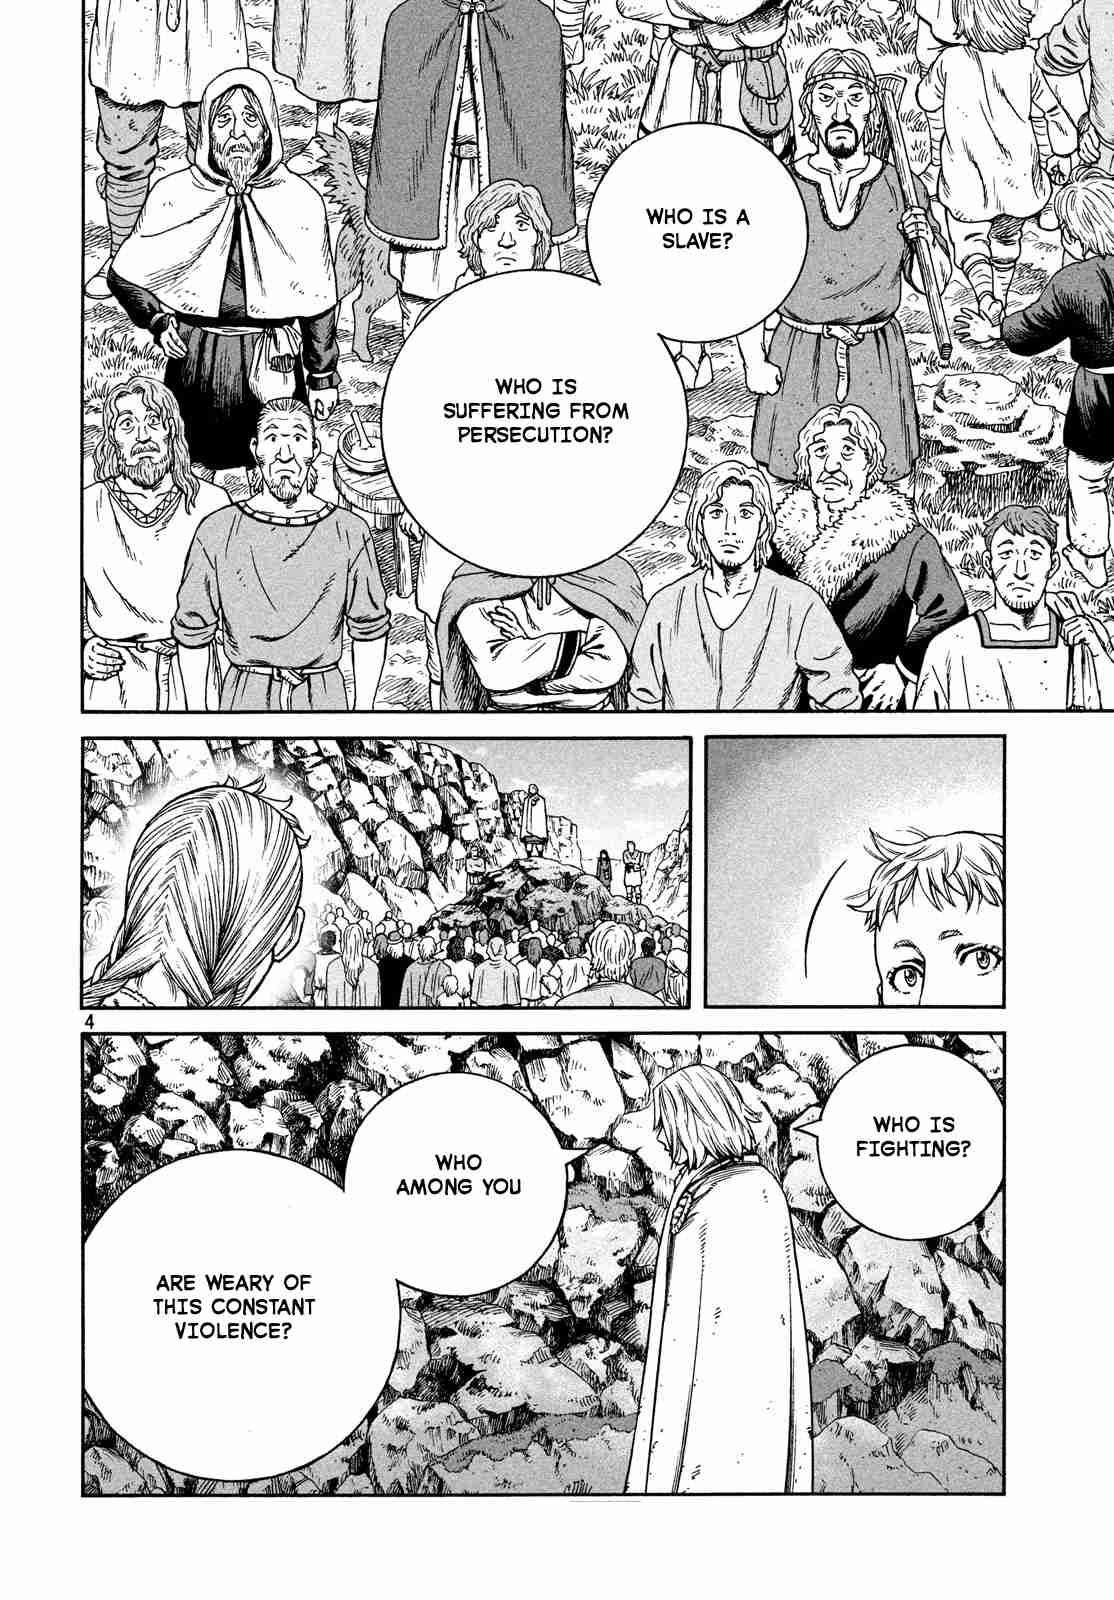 WHO IS A
SLAVE?
WHO IS
SUFFERING FROM
PERSECUTION?
4
WHO IS
FIGHTING?
WHO
AMONG YOU
ARE WEARY OF
THIS CONSTANT
VIOLENCE?